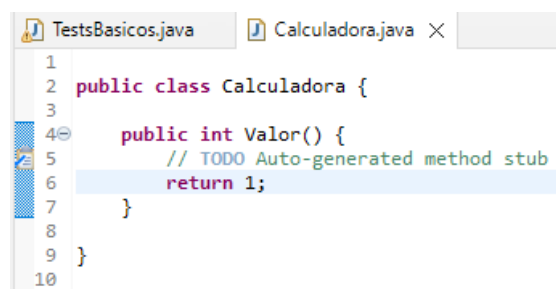 TestsBasicos.java Calculadora.java
1
2 public class Calculadora {
3
4 public int Valor() {
5 // TODO Auto-generated method stub
6 return 1;
7 }
8
9 }
10